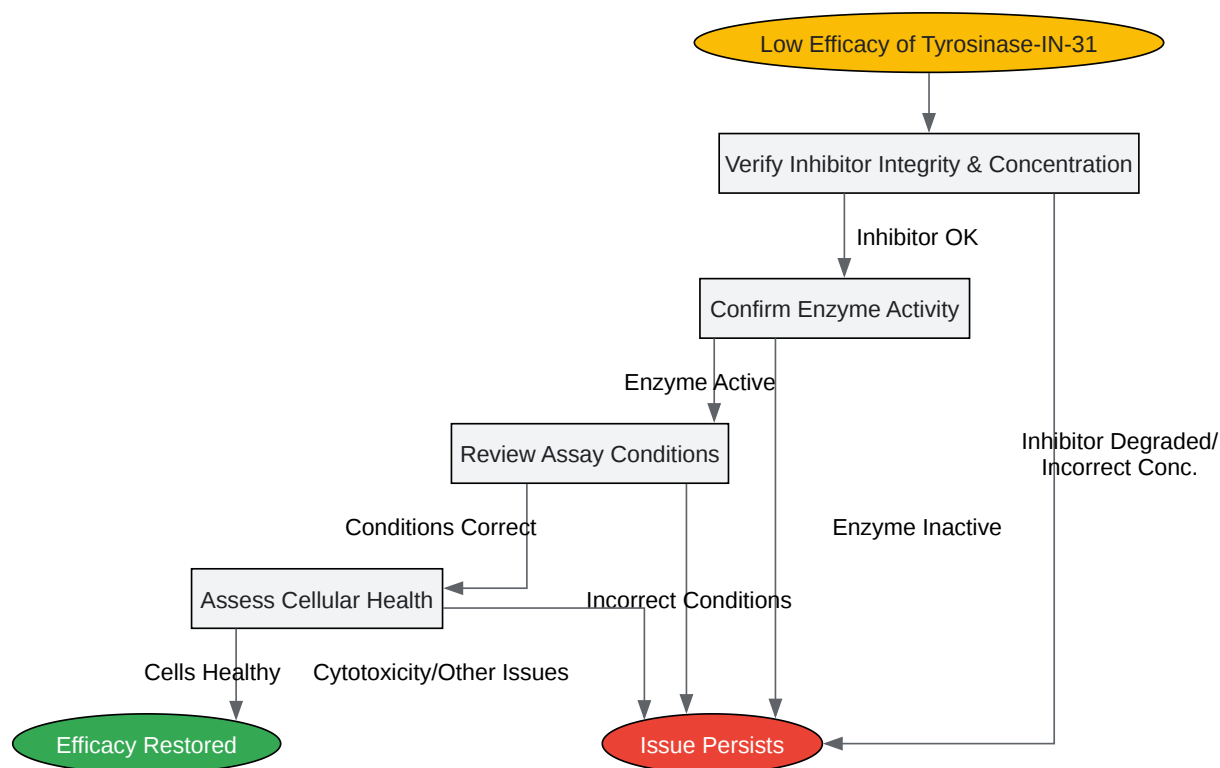 Low Efficacy of Tyrosinase-IN-31
Verify Inhibitor Integrity & Concentration
Inhibitor OK
Confirm Enzyme Activity
Enzyme Active
Review Assay Conditions
Inhibitor Degraded/
Incorrect Conc.
Conditions Correct
Enzyme Inactive
Assess Cellular Health
Incorrect Conditions
Cells Healthy
Cytotoxicity/Other Issues
Efficacy Restored
Issue Persists